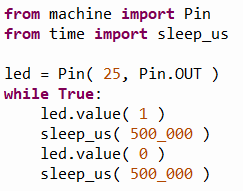 from machine import Pin
from time import sleep_us

led = Pin( 25, Pin.OUT )
while True:
    led.value( 1 )
    sleep_us( 500_000 )
    led.value( 0 )
    sleep_us( 500_000 )